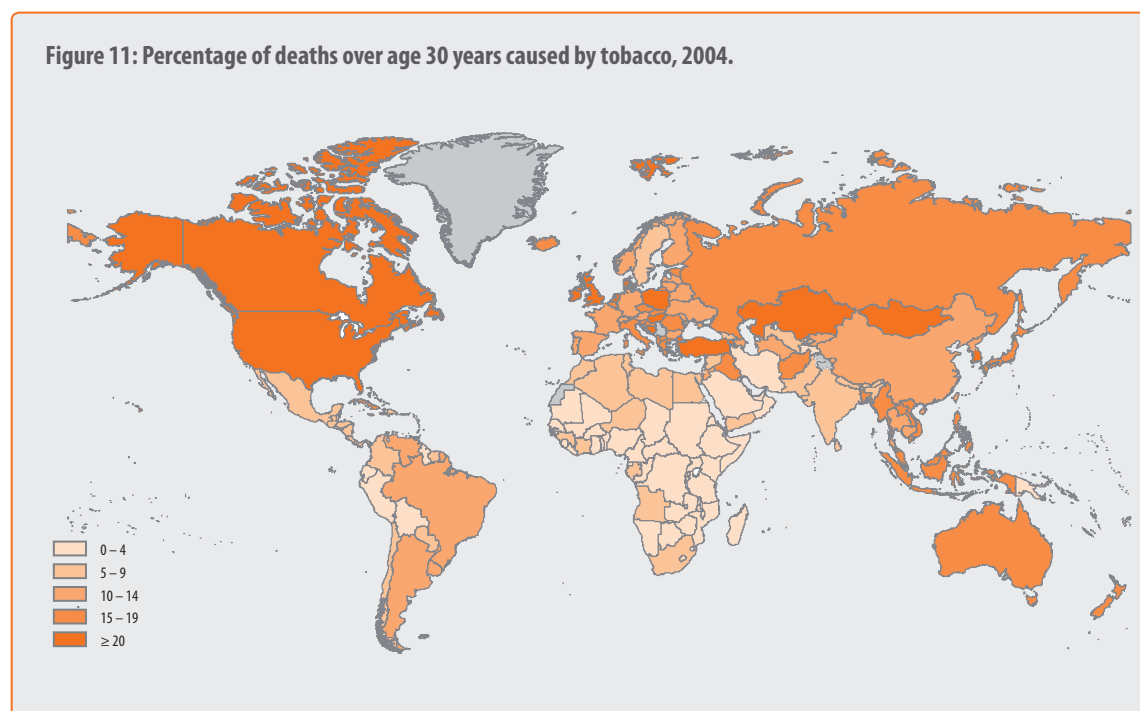 Figure 11: Percentage of deaths over age 30 years caused by tobacco, 2004.
0 – 4
5 – 9
10 – 14
15 – 19
≥ 20